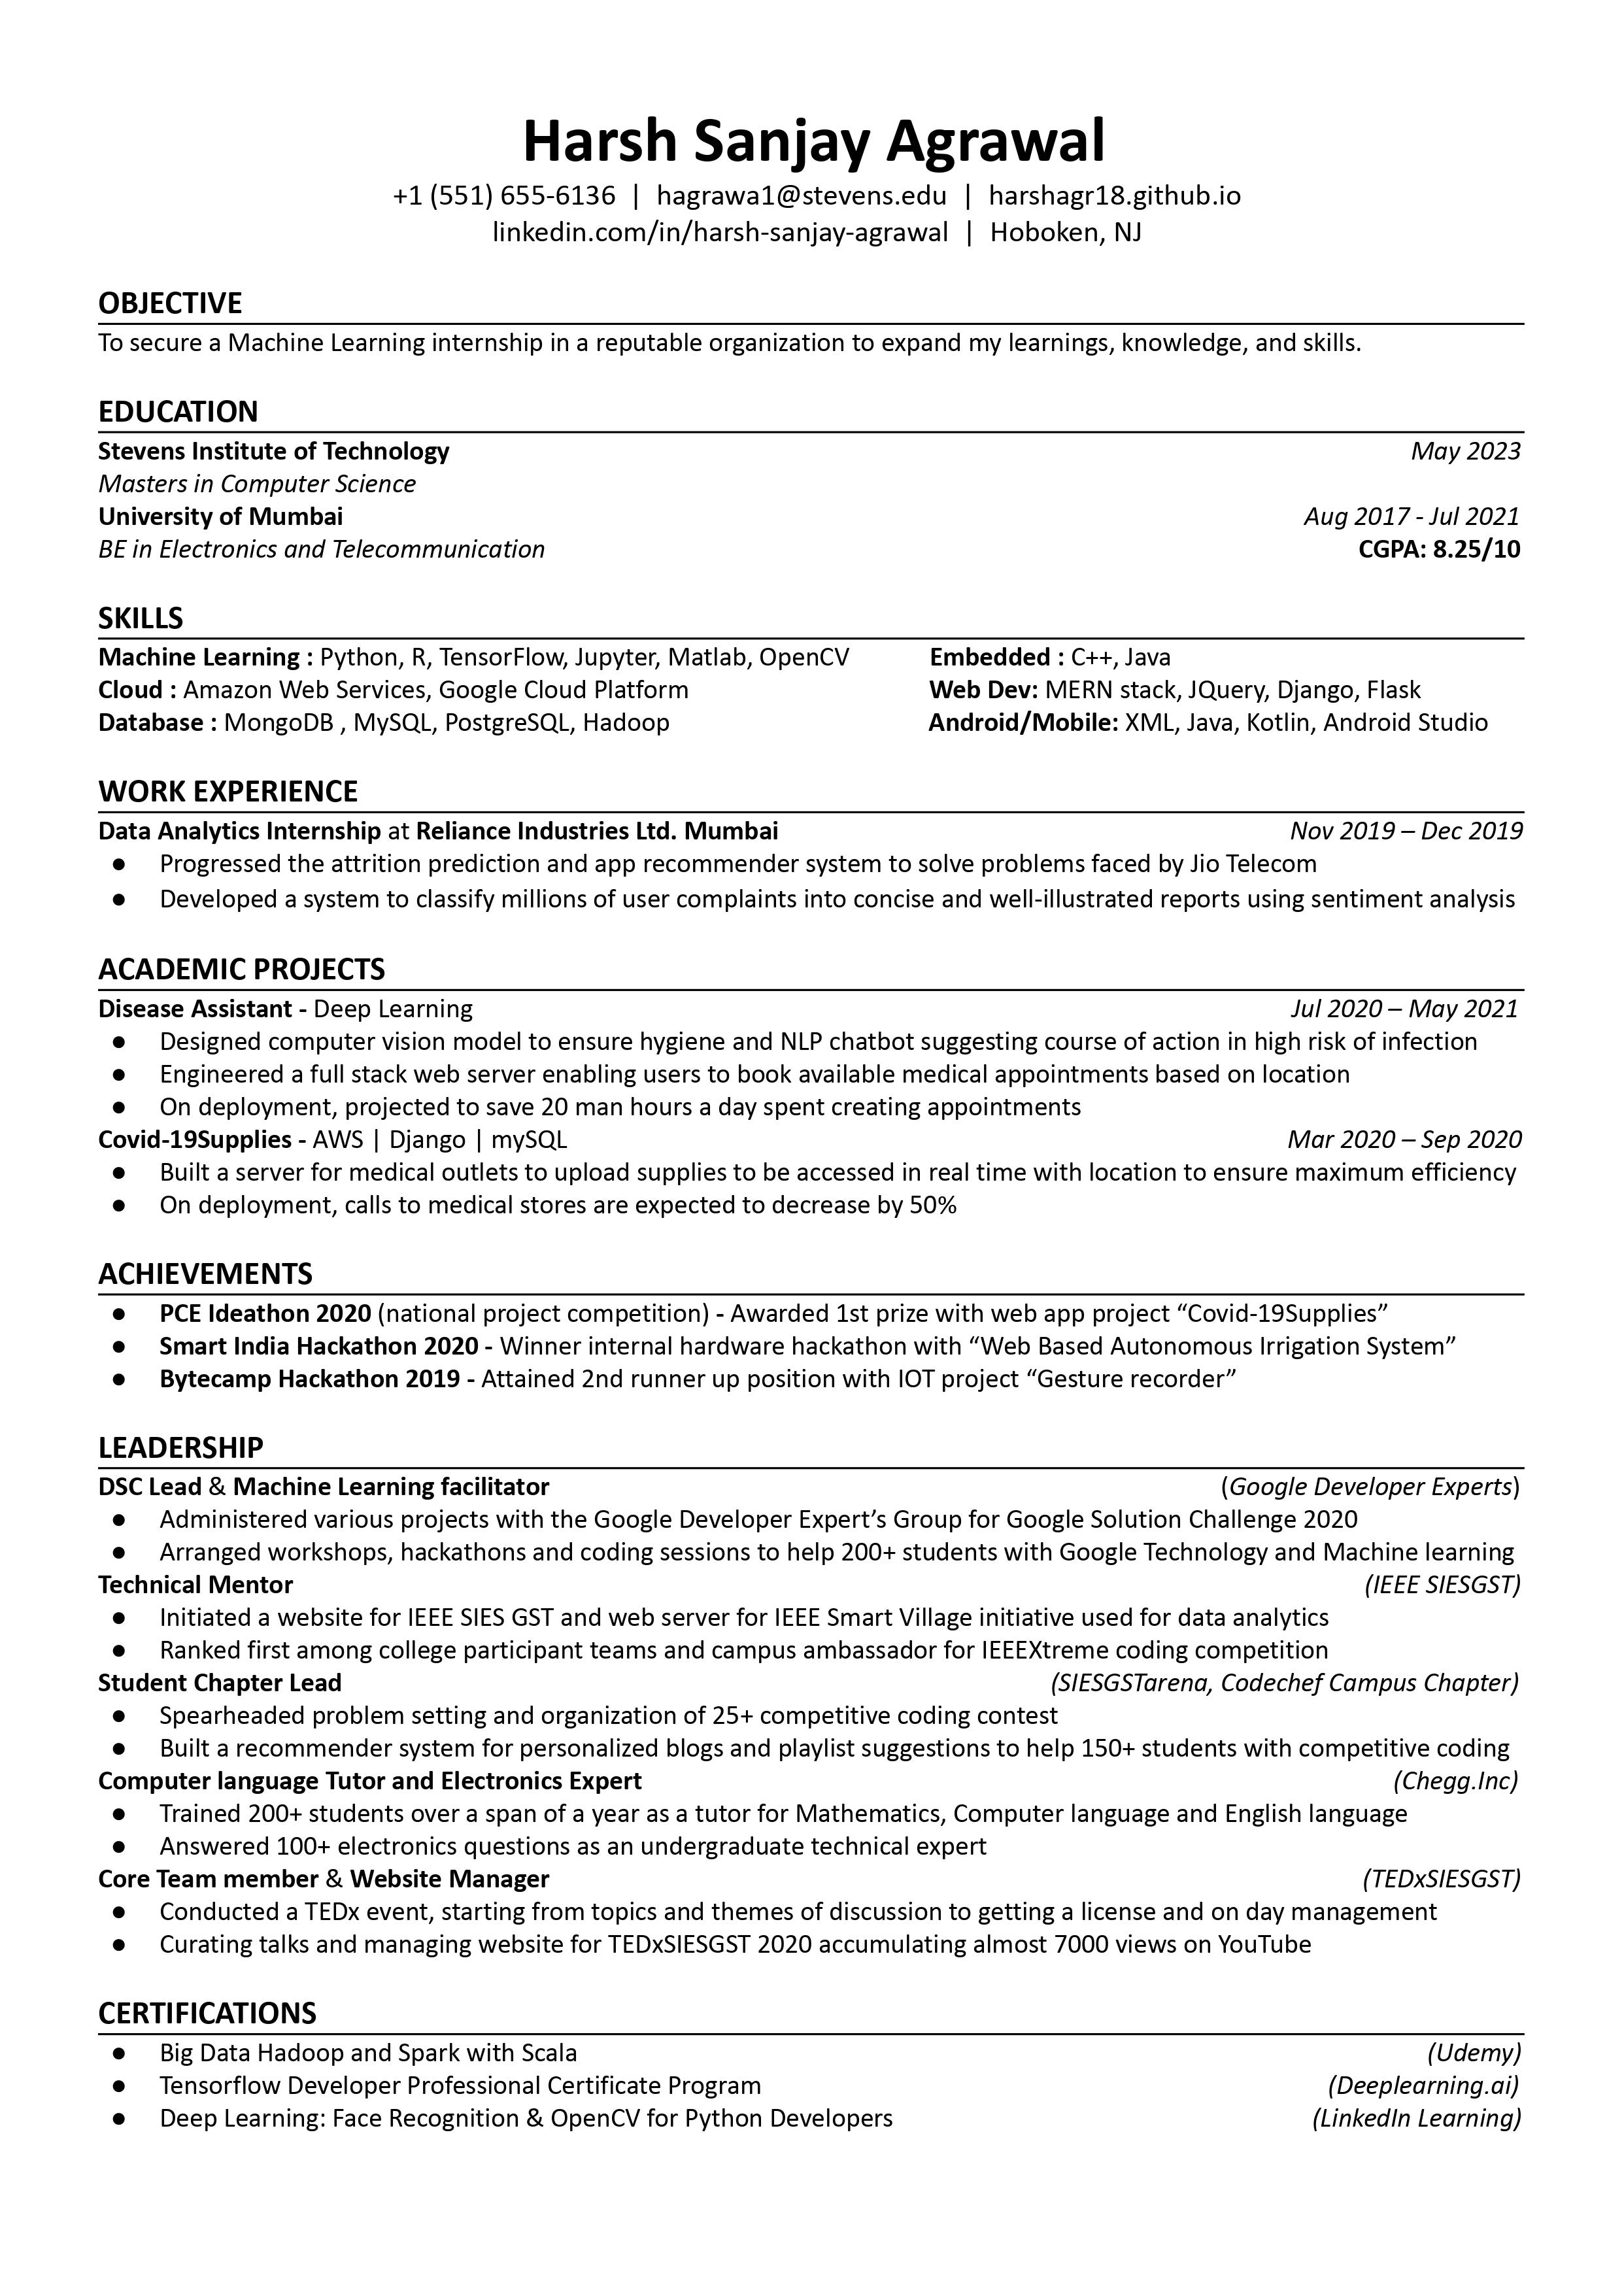 Harsh Sanjay Agrawal
+1 (551) 655-6136 | hagrawa1@stevens.edu | harshagr18.github.io
linkedin.com/in/harsh-sanjay-agrawal | Hoboken, NJ
OBJECTIVE
To secure a Machine Learning internship in a reputable organization to expand my learnings, knowledge, and skills.
EDUCATION
Stevens Institute of Technology May 2023
Masters in Computer Science
University of Mumbai Aug 2017 - Jul 2021
BE in Electronics and Telecommunication CGPA: 8.25/10
SKILLS
Machine Learning : Python, R, TensorFlow, Jupyter, Matlab, OpenCV Embedded : C++, Java
Cloud : Amazon Web Services, Google Cloud Platform Web Dev: MERN stack, JQuery, Django, Flask
Database : MongoDB , MySQL, PostgreSQL, Hadoop Android/Mobile: XML, Java, Kotlin, Android Studio
WORK EXPERIENCE
Data Analytics Internship at Reliance Industries Ltd. Mumbai Nov 2019 – Dec 2019
● Progressed the attrition prediction and app recommender system to solve problems faced by Jio Telecom
● Developed a system to classify millions of user complaints into concise and well-illustrated reports using sentiment analysis
ACADEMIC PROJECTS
Disease Assistant - Deep Learning Jul 2020 – May 2021
● Designed computer vision model to ensure hygiene and NLP chatbot suggesting course of action in high risk of infection
● Engineered a full stack web server enabling users to book available medical appointments based on location
● On deployment, projected to save 20 man hours a day spent creating appointments
Covid-19Supplies - AWS | Django | mySQL Mar 2020 – Sep 2020
● Built a server for medical outlets to upload supplies to be accessed in real time with location to ensure maximum efficiency
● On deployment, calls to medical stores are expected to decrease by 50%
ACHIEVEMENTS
● PCE Ideathon 2020 (national project competition) - Awarded 1st prize with web app project “Covid-19Supplies”
● Smart India Hackathon 2020 - Winner internal hardware hackathon with “Web Based Autonomous Irrigation System”
● Bytecamp Hackathon 2019 - Attained 2nd runner up position with IOT project “Gesture recorder”
LEADERSHIP
DSC Lead & Machine Learning facilitator (Google Developer Experts)
● Administered various projects with the Google Developer Expert’s Group for Google Solution Challenge 2020
● Arranged workshops, hackathons and coding sessions to help 200+ students with Google Technology and Machine learning
Technical Mentor (IEEE SIESGST)
● Initiated a website for IEEE SIES GST and web server for IEEE Smart Village initiative used for data analytics
● Ranked first among college participant teams and campus ambassador for IEEEXtreme coding competition
Student Chapter Lead (SIESGSTarena, Codechef Campus Chapter)
● Spearheaded problem setting and organization of 25+ competitive coding contest
● Built a recommender system for personalized blogs and playlist suggestions to help 150+ students with competitive coding
Computer language Tutor and Electronics Expert (Chegg.Inc)
● Trained 200+ students over a span of a year as a tutor for Mathematics, Computer language and English language
● Answered 100+ electronics questions as an undergraduate technical expert
Core Team member & Website Manager (TEDxSIESGST)
● Conducted a TEDx event, starting from topics and themes of discussion to getting a license and on day management
● Curating talks and managing website for TEDxSIESGST 2020 accumulating almost 7000 views on YouTube
CERTIFICATIONS
● Big Data Hadoop and Spark with Scala (Udemy)
● Tensorflow Developer Professional Certificate Program (Deeplearning.ai)
● Deep Learning: Face Recognition & OpenCV for Python Developers (LinkedIn Learning)